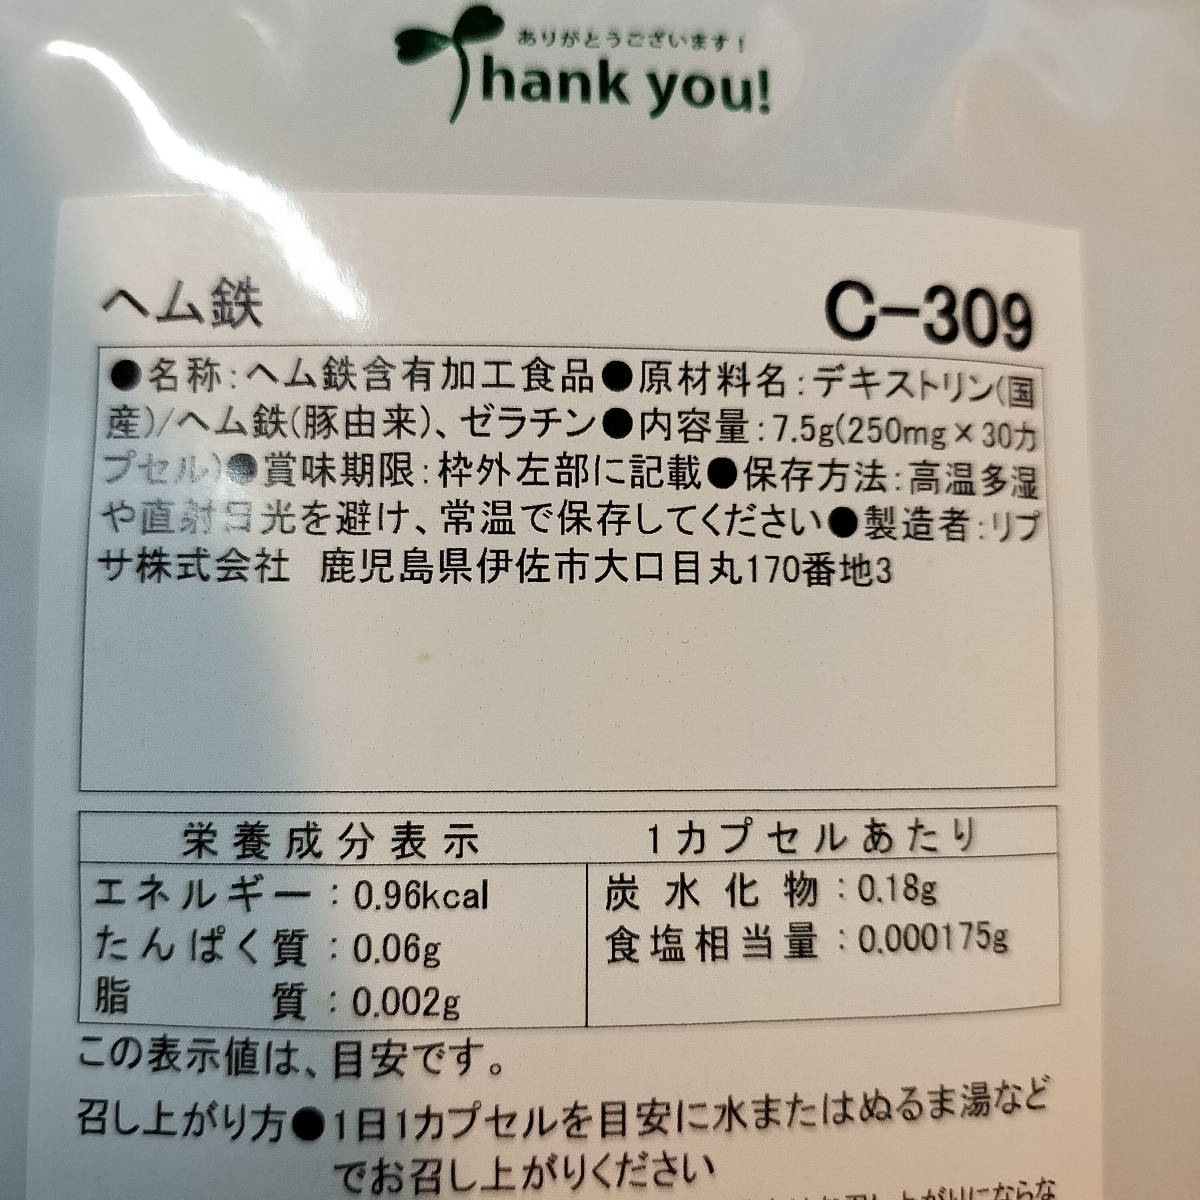 ありがとうございます！
Thank you!
ヘム鉄
C-309
●名称：ヘム鉄含有加工食品●原材料名：デキストリン(国
産)/ヘム鉄(豚由来)、ゼラチン●内容量：7.5g(250mg×30カ
プセル)●賞味期限：枠外左部に記載●保存方法：高温多湿
や直射日光を避け、常温で保存してください●製造者：リプ
サ株式会社 鹿児島県伊佐市大口目丸170番地3
栄養成分表示 1カプセルあたり
エネルギー：0.96kcal
たんぱく質：0.06g
脂質：0.002g
炭水化物：0.18g
食塩相当量：0.000175g
この表示値は、目安です。
召し上がり方●1日1カプセルを目安に水またはぬるま湯など
でお召し上がりください